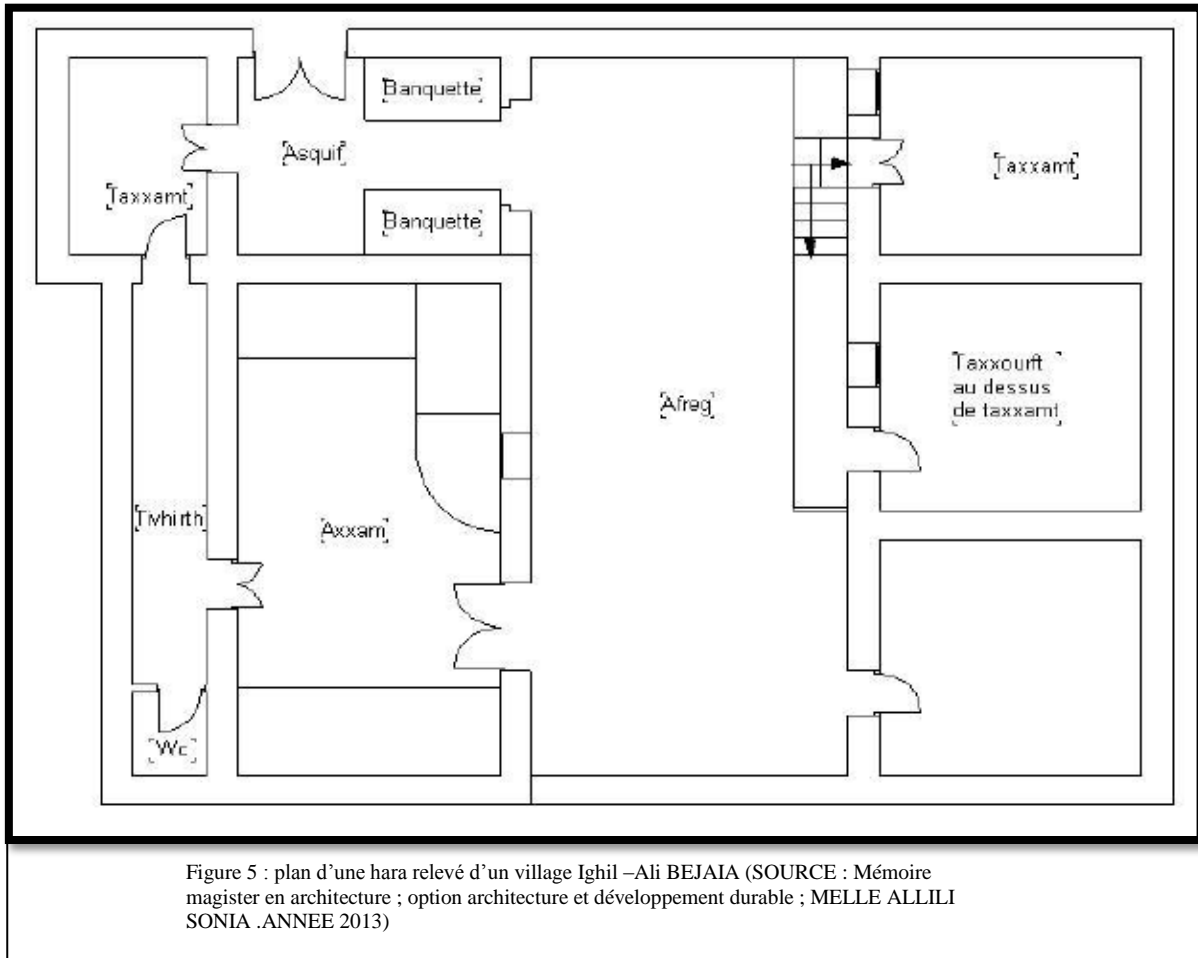 Banquette
Asquif
Taxxamt
Taxxamt
Banquette
Taxxourft
au dessus
de taxxamt
Afreg
Tivhirth
Axxam
Wc
Figure 5 : plan d’une hara relevé d’un village Ighil –Ali BEJAIA (SOURCE : Mémoire
magister en architecture ; option architecture et développement durable ; MELLE ALLILI
SONIA .ANNEE 2013)